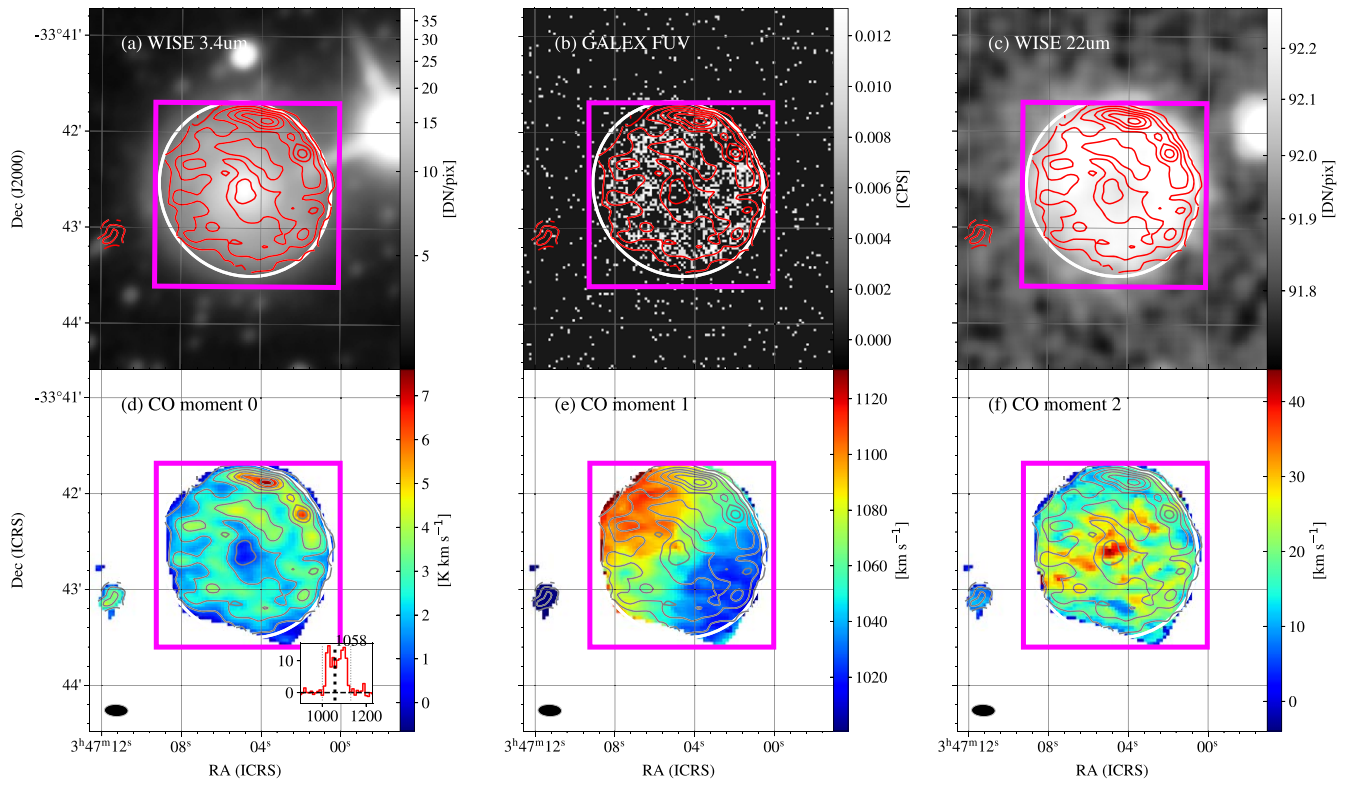 (a) WISE 3.4um
(b) GALEX FUV
(c) WISE 22um
-33°41'
42'
43'
44'
Dec (J2000)
35
30
25
20
15
10
5
[DN/pix]
0.012
0.010
0.008
0.006
0.004
0.002
0.000
[CPS]
92.2
92.1
92.0
91.9
91.8
[DN/pix]
(d) CO moment 0
(e) CO moment 1
(f) CO moment 2
-33°41'
42'
43'
44'
Dec (ICRS)
7
6
5
4
3
2
1
0
[K km s⁻¹]
1058
10
0
1000
1200
1120
1100
1080
1060
1040
1020
[km s⁻¹]
40
30
20
10
0
[km s⁻¹]
3ʰ47ᵐ12ˢ 08ˢ 04ˢ 00ˢ
3ʰ47ᵐ12ˢ 08ˢ 04ˢ 00ˢ
3ʰ47ᵐ12ˢ 08ˢ 04ˢ 00ˢ
RA (ICRS)
RA (ICRS)
RA (ICRS)